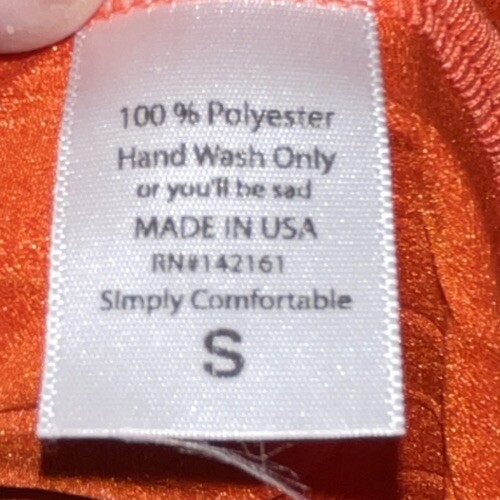 100 % Polyester
Hand Wash Only
or you'll be sad
MADE IN USA
RN#142161
Simply Comfortable
S